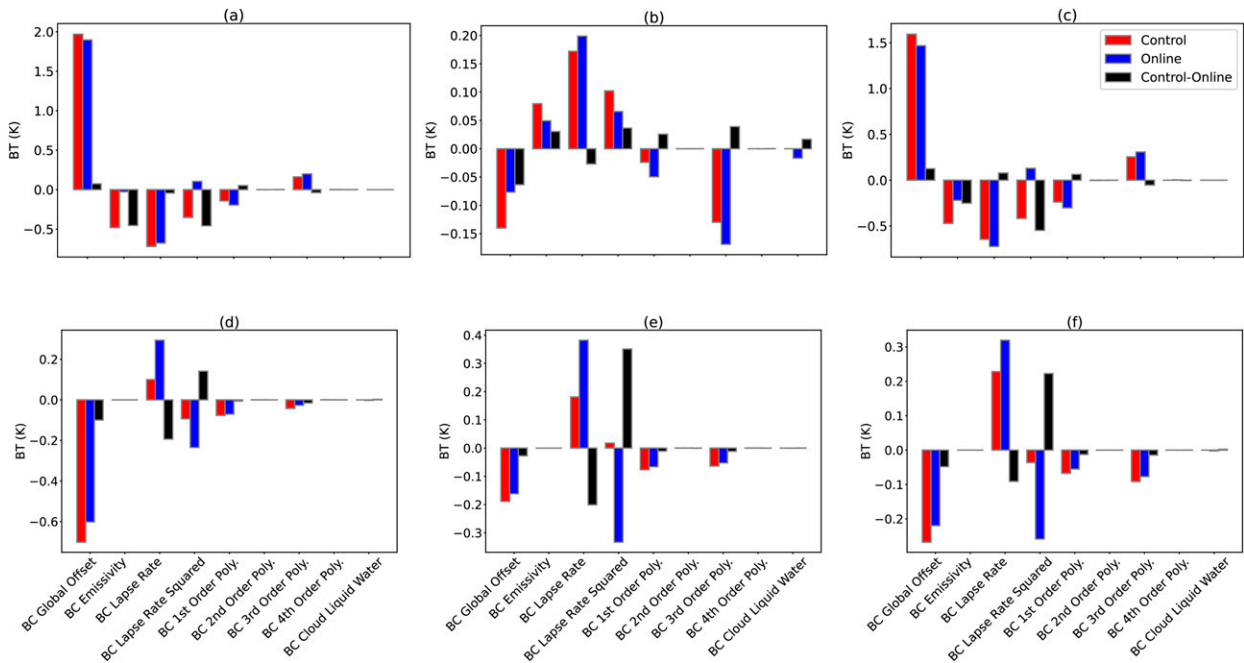 (a)
(b)
(c)
BT (K)
2.0
1.5
1.0
0.5
0.0
−0.5
0.20
0.15
0.10
0.05
0.00
−0.05
−0.10
−0.15
BT (K)
1.5
1.0
0.5
0.0
−0.5
Control
Online
Control-Online
(d)
(e)
(f)
BT (K)
0.2
0.0
−0.2
−0.4
−0.6
BT (K)
0.4
0.3
0.2
0.1
0.0
−0.1
−0.2
−0.3
BT (K)
0.3
0.2
0.1
0.0
−0.1
−0.2
BT (K)
BC Global Offset
BC Emissivity
BC Lapse Rate
BC Lapse Rate Squared
BC 1st Order Poly.
BC 2nd Order Poly.
BC 3rd Order Poly.
BC 4th Order Poly.
BC Cloud Liquid Water
BC Global Offset
BC Emissivity
BC Lapse Rate
BC Lapse Rate Squared
BC 1st Order Poly.
BC 2nd Order Poly.
BC 3rd Order Poly.
BC 4th Order Poly.
BC Cloud Liquid Water
BC Global Offset
BC Emissivity
BC Lapse Rate
BC Lapse Rate Squared
BC 1st Order Poly.
BC 2nd Order Poly.
BC 3rd Order Poly.
BC 4th Order Poly.
BC Cloud Liquid Water